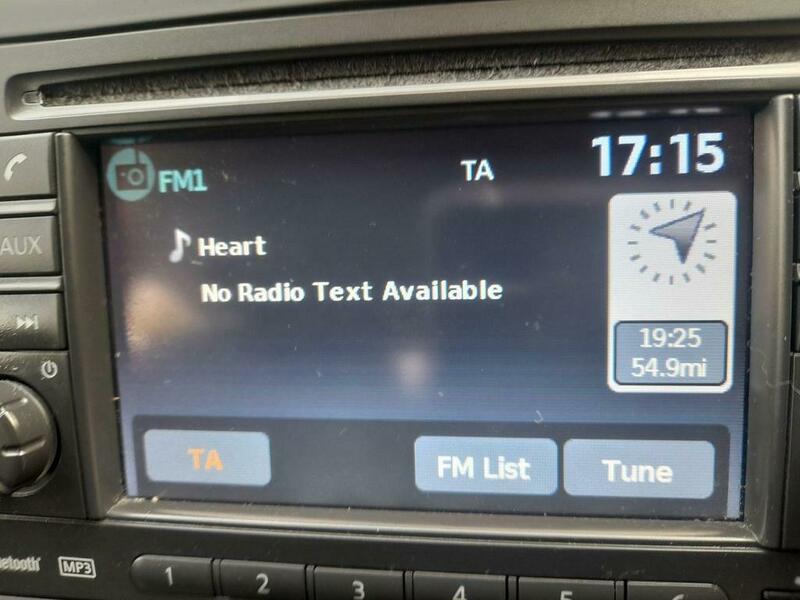 FM1
TA
17:15
Heart
No Radio Text Available
19:25
54.9mi
TA
FM List
Tune
AUX
MP3
1
2
3
4
5